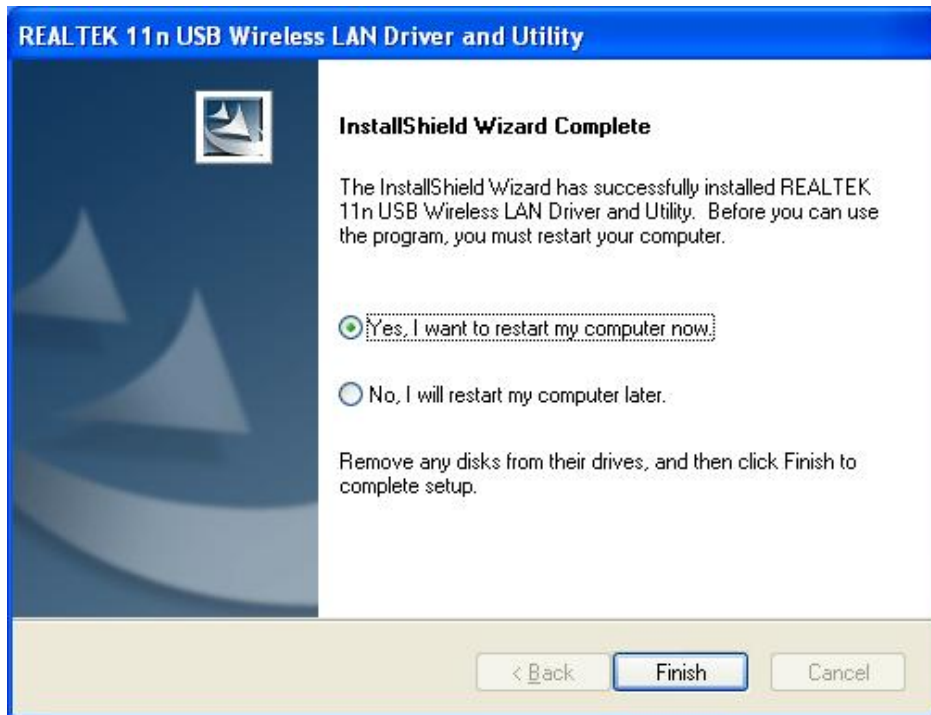 REALTEK 11n USB Wireless LAN Driver and Utility
InstallShield Wizard Complete
The InstallShield Wizard has successfully installed REALTEK
11n USB Wireless LAN Driver and Utility.  Before you can use
the program, you must restart your computer.
Yes, I want to restart my computer now.
No, I will restart my computer later.
Remove any disks from their drives, and then click Finish to
complete setup.
< Back
Finish
Cancel